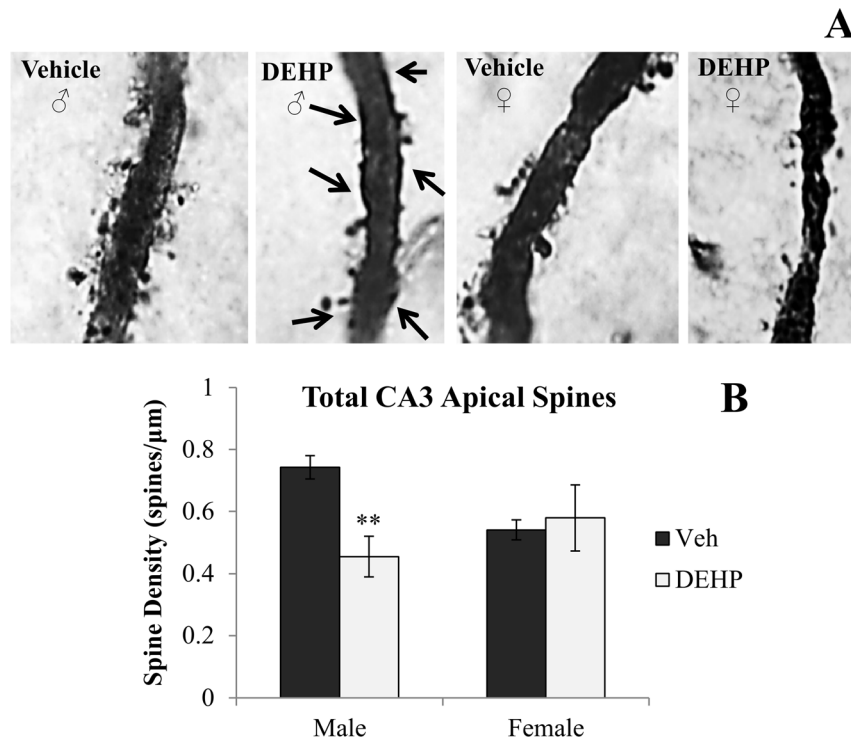 A
Vehicle
♂
DEHP
♂
Vehicle
♀
DEHP
♀
B
Total CA3 Apical Spines
Spine Density (spines/μm)
1
0.8
0.6
0.4
0.2
0
**
Male
Female
Veh
DEHP